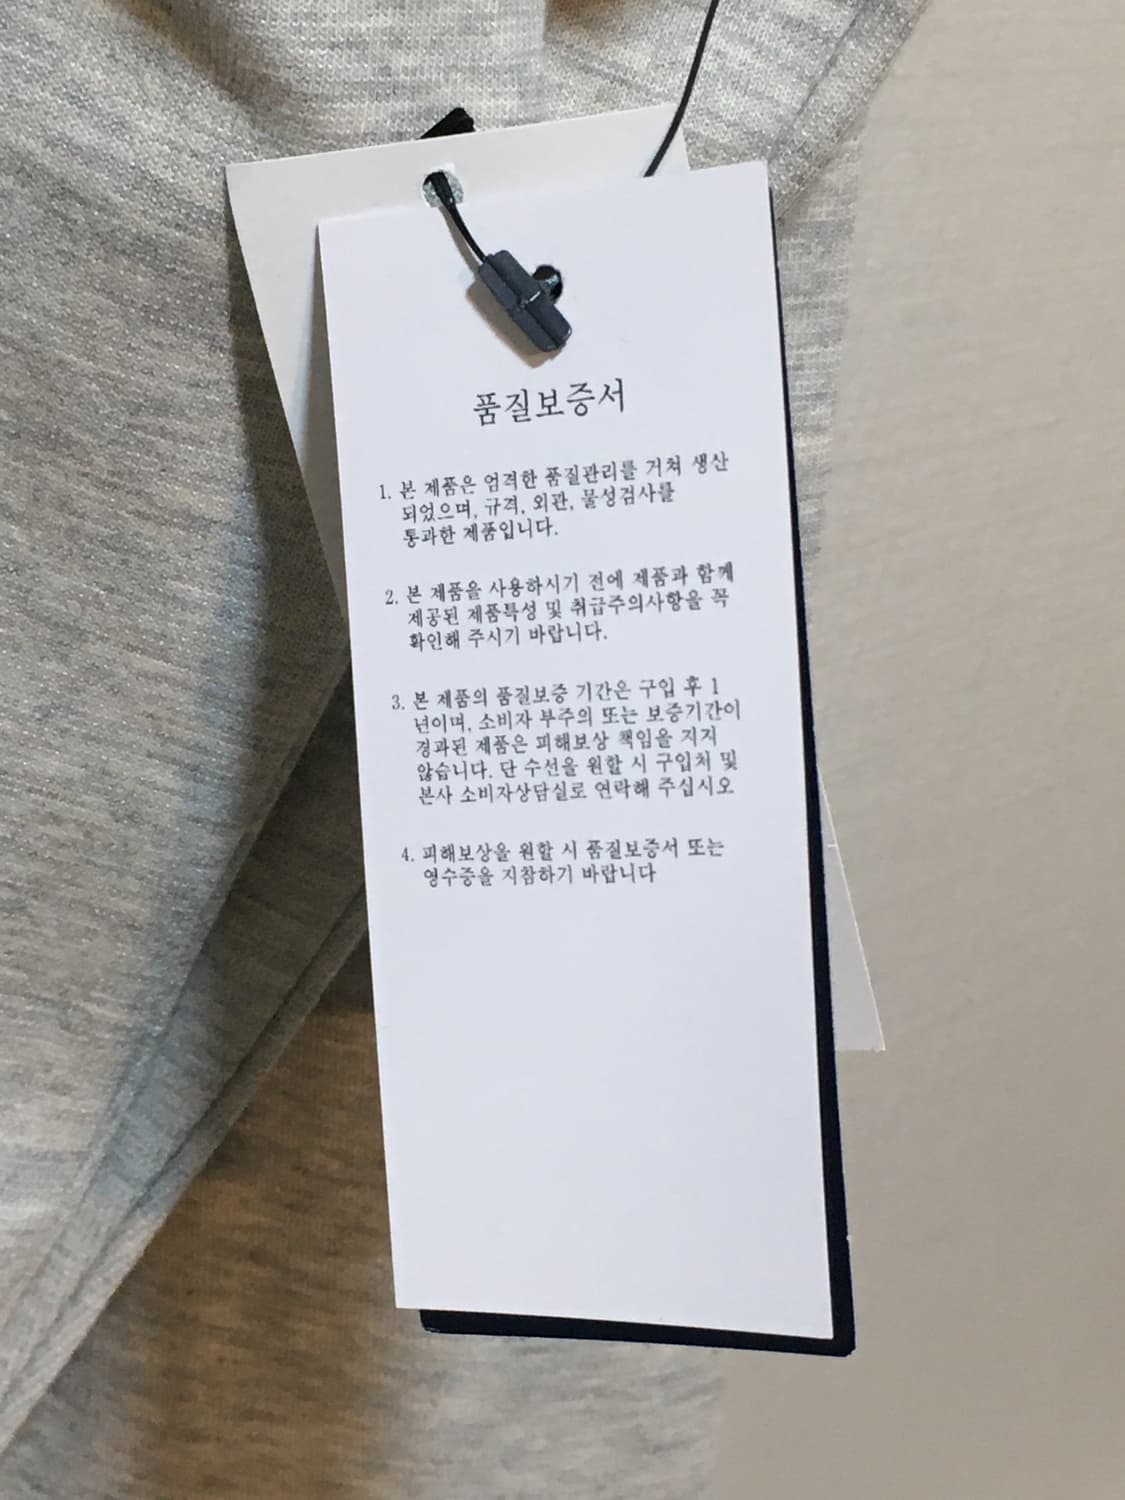 품질보증서
1. 본 제품은 엄격한 품질관리를 거쳐 생산
되었으며, 규격, 외관, 물성검사를
통과한 제품입니다.
2. 본 제품을 사용하시기 전에 제품과 함께
제공된 제품특성 및 취급주의사항을 꼭
확인해 주시기 바랍니다.
3. 본 제품의 품질보증 기간은 구입 후 1
년이며, 소비자 부주의 또는 보증기간이
경과된 제품은 피해보상 책임을 지지
않습니다. 단 수선을 원할 시 구입처 및
본사 소비자상담실로 연락해 주십시오
4. 피해보상을 원할 시 품질보증서 또는
영수증을 지참하기 바랍니다